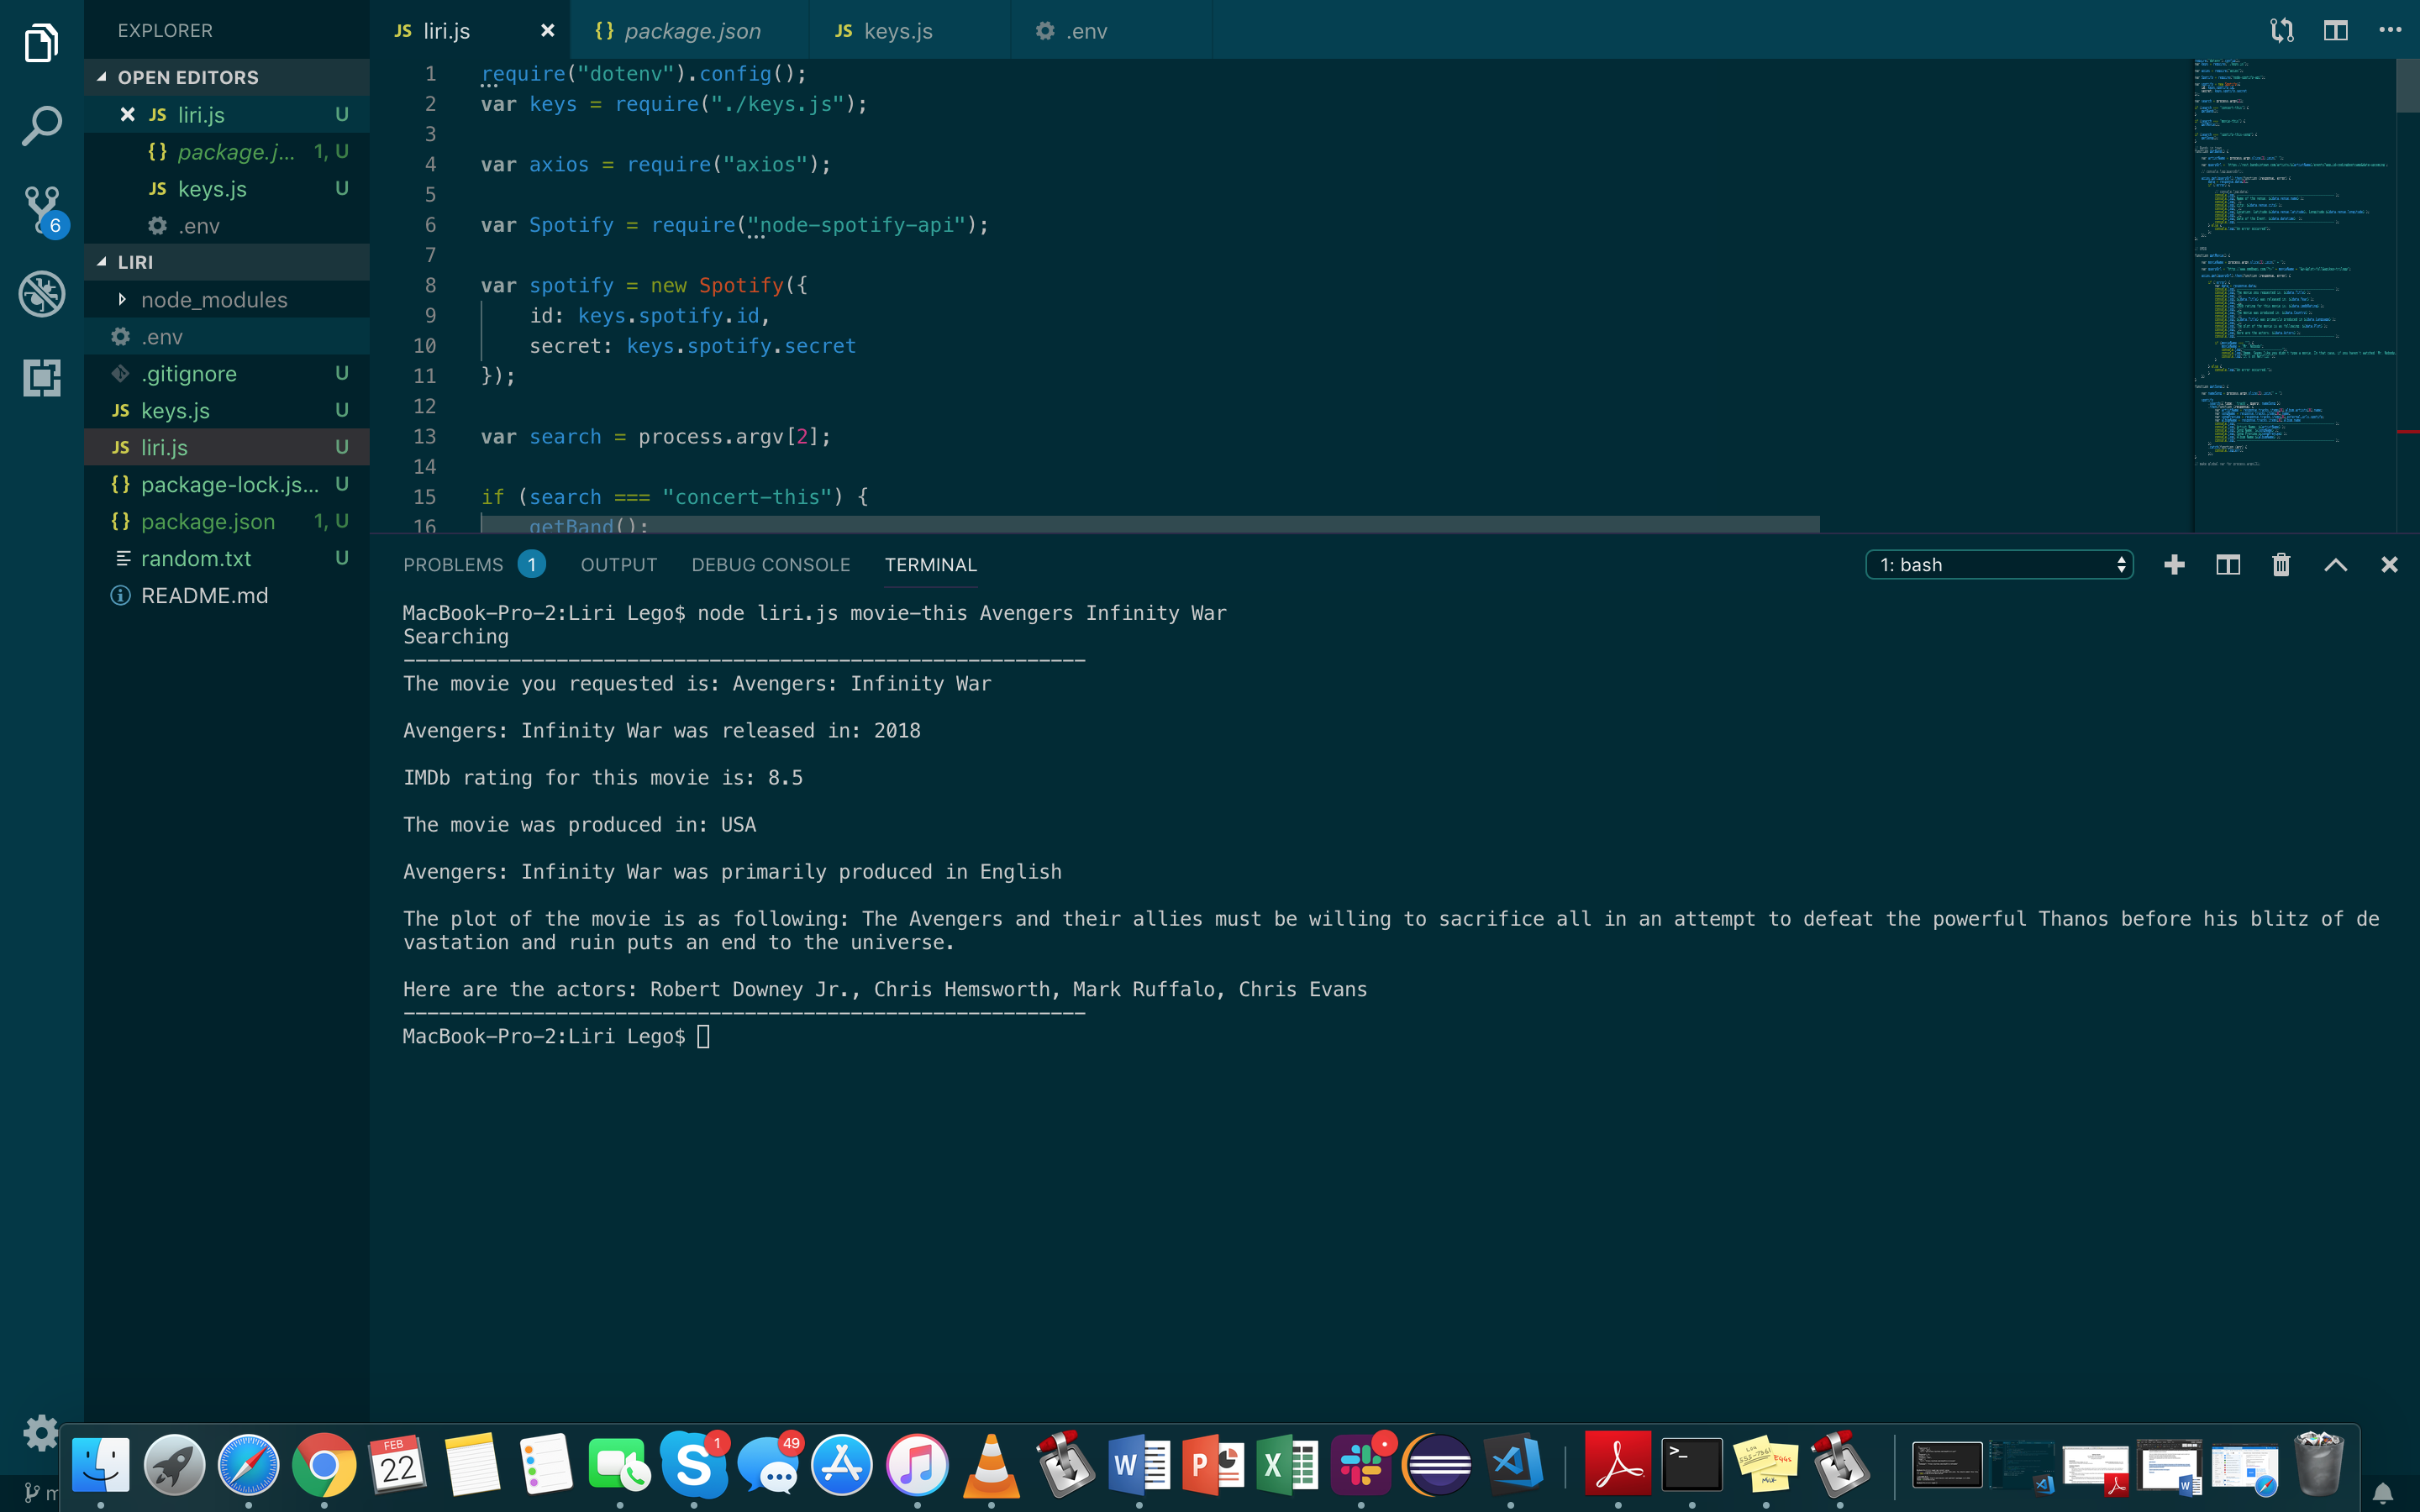 EXPLORER
OPEN EDITORS
JS liri.js U
{} package.j... 1, U
JS keys.js U
.env
LIRI
node_modules
.env
.gitignore U
JS keys.js U
JS liri.js U
{} package-lock.js... U
{} package.json 1, U
random.txt U
README.md
6
JS liri.js
{} package.json
JS keys.js
.env
1 require("dotenv").config();
2 var keys = require("./keys.js");
3
4 var axios = require("axios");
5
6 var Spotify = require("node-spotify-api");
7
8 var spotify = new Spotify({
9 id: keys.spotify.id,
10 secret: keys.spotify.secret
11 });
12
13 var search = process.argv[2];
14
15 if (search === "concert-this") {
16 getBand();
PROBLEMS 1 OUTPUT DEBUG CONSOLE TERMINAL
1: bash
MacBook-Pro-2:Liri Lego$ node liri.js movie-this Avengers Infinity War
Searching
----------------------------------------------------------
The movie you requested is: Avengers: Infinity War
Avengers: Infinity War was released in: 2018
IMDb rating for this movie is: 8.5
The movie was produced in: USA
Avengers: Infinity War was primarily produced in English
The plot of the movie is as following: The Avengers and their allies must be willing to sacrifice all in an attempt to defeat the powerful Thanos before his blitz of de
vastation and ruin puts an end to the universe.
Here are the actors: Robert Downey Jr., Chris Hemsworth, Mark Ruffalo, Chris Evans
----------------------------------------------------------
MacBook-Pro-2:Liri Lego$
FEB
22
1
49